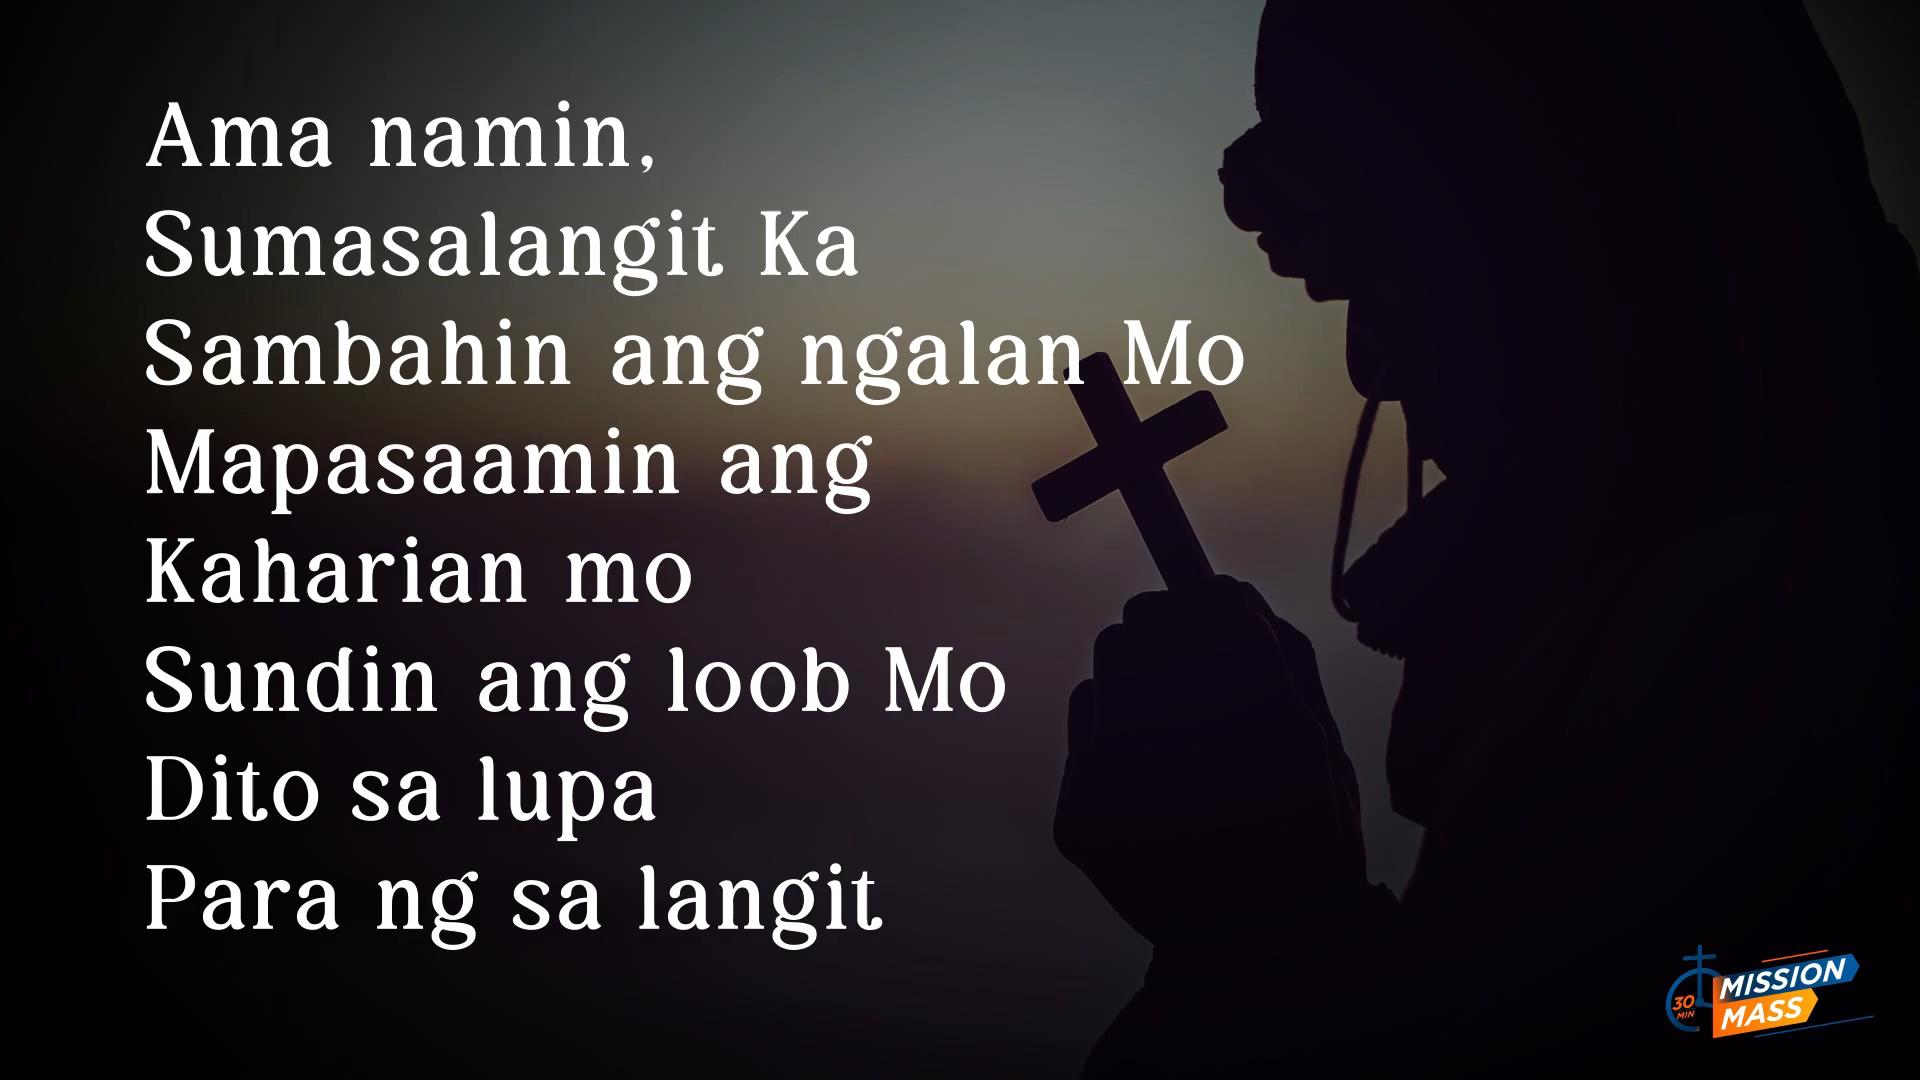 Ama namin,
Sumasalangit Ka
Sambahin ang ngalan Mo
Mapasaamin ang
Kaharian mo
Sundin ang loob Mo
Dito sa lupa
Para ng sa langit
30
MIN
MISSION
MASS